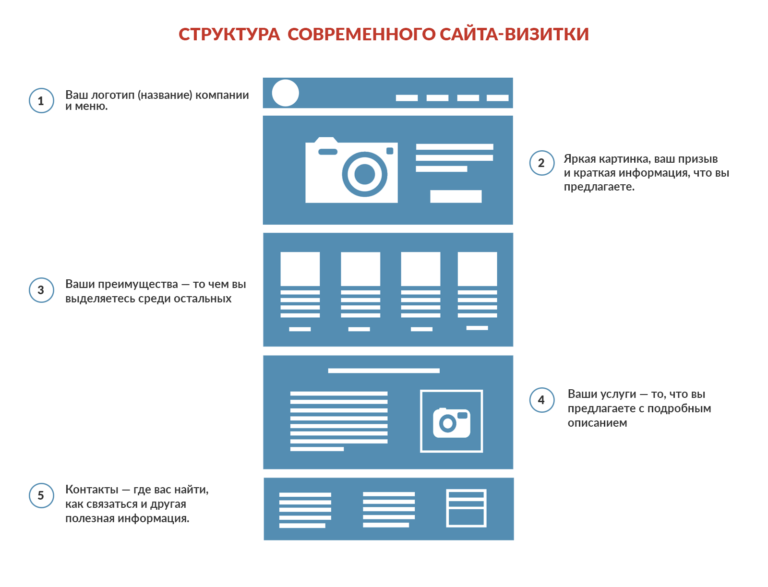 СТРУКТУРА СОВРЕМЕННОГО САЙТА-ВИЗИТКИ
1
Ваш логотип (название) компании
и меню.
2
Яркая картинка, ваш призыв
и краткая информация, что вы
предлагаете.
3
Ваши преимущества — то чем вы
выделяетесь среди остальных
4
Ваши услуги — то, что вы
предлагаете с подробным
описанием
5
Контакты — где вас найти,
как связаться и другая
полезная информация.